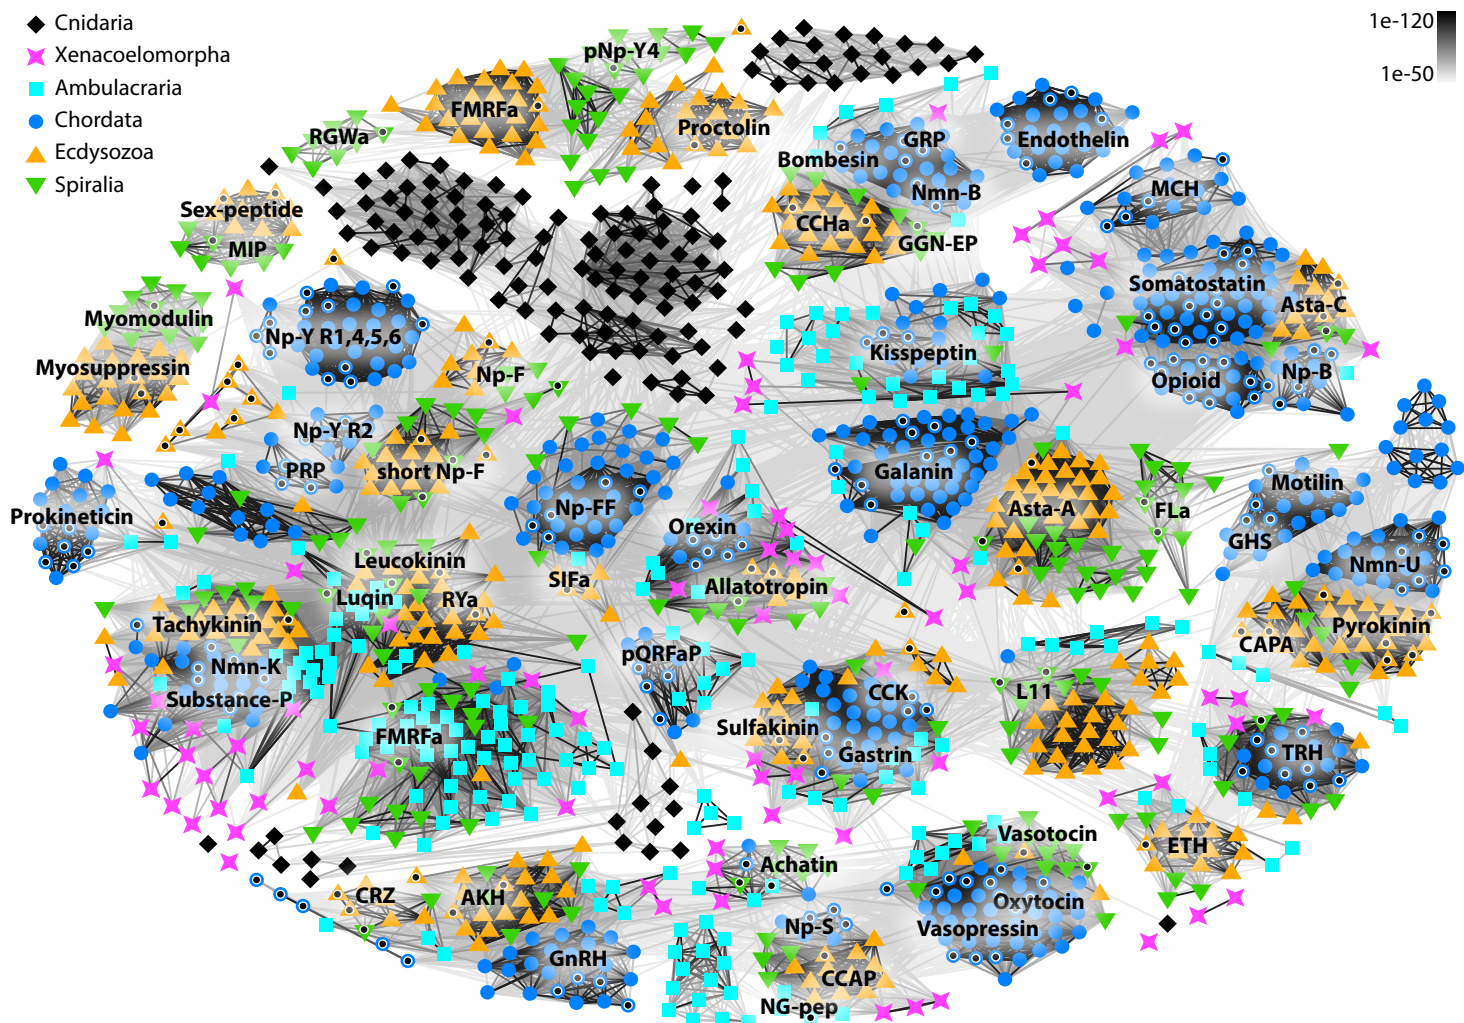 Cnidaria
Xenacoelomorpha
Ambulacraria
Chordata
Ecdysozoa
Spiralia
1e-120
1e-50
pNp-Y4
FMRFa
Proctolin
RGWa
GRP
Endothelin
Bombesin
Nmn-B
MCH
Sex-peptide
MIP
CCHa
GGN-EP
Somatostatin
Asta-C
Myomodulin
Np-Y R1,4,5,6
Kisspeptin
Myosuppressin
Np-F
Opioid
Np-B
Np-Y R2
PRP
short Np-F
Galanin
Motilin
Prokineticin
Np-FF
Asta-A
FLa
Orexin
GHS
Leucokinin
Nmn-U
SIFa
Allatotropin
Luqin
RYa
Tachykinin
Pyrokinin
CAPA
Nmn-K
pQRFaP
Substance-P
CCK
L11
FMRFa
Sulfakinin
Gastrin
TRH
Vasotocin
ETH
Achatin
CRZ
AKH
Oxytocin
Np-S
Vasopressin
GnRH
CCAP
NG-pep